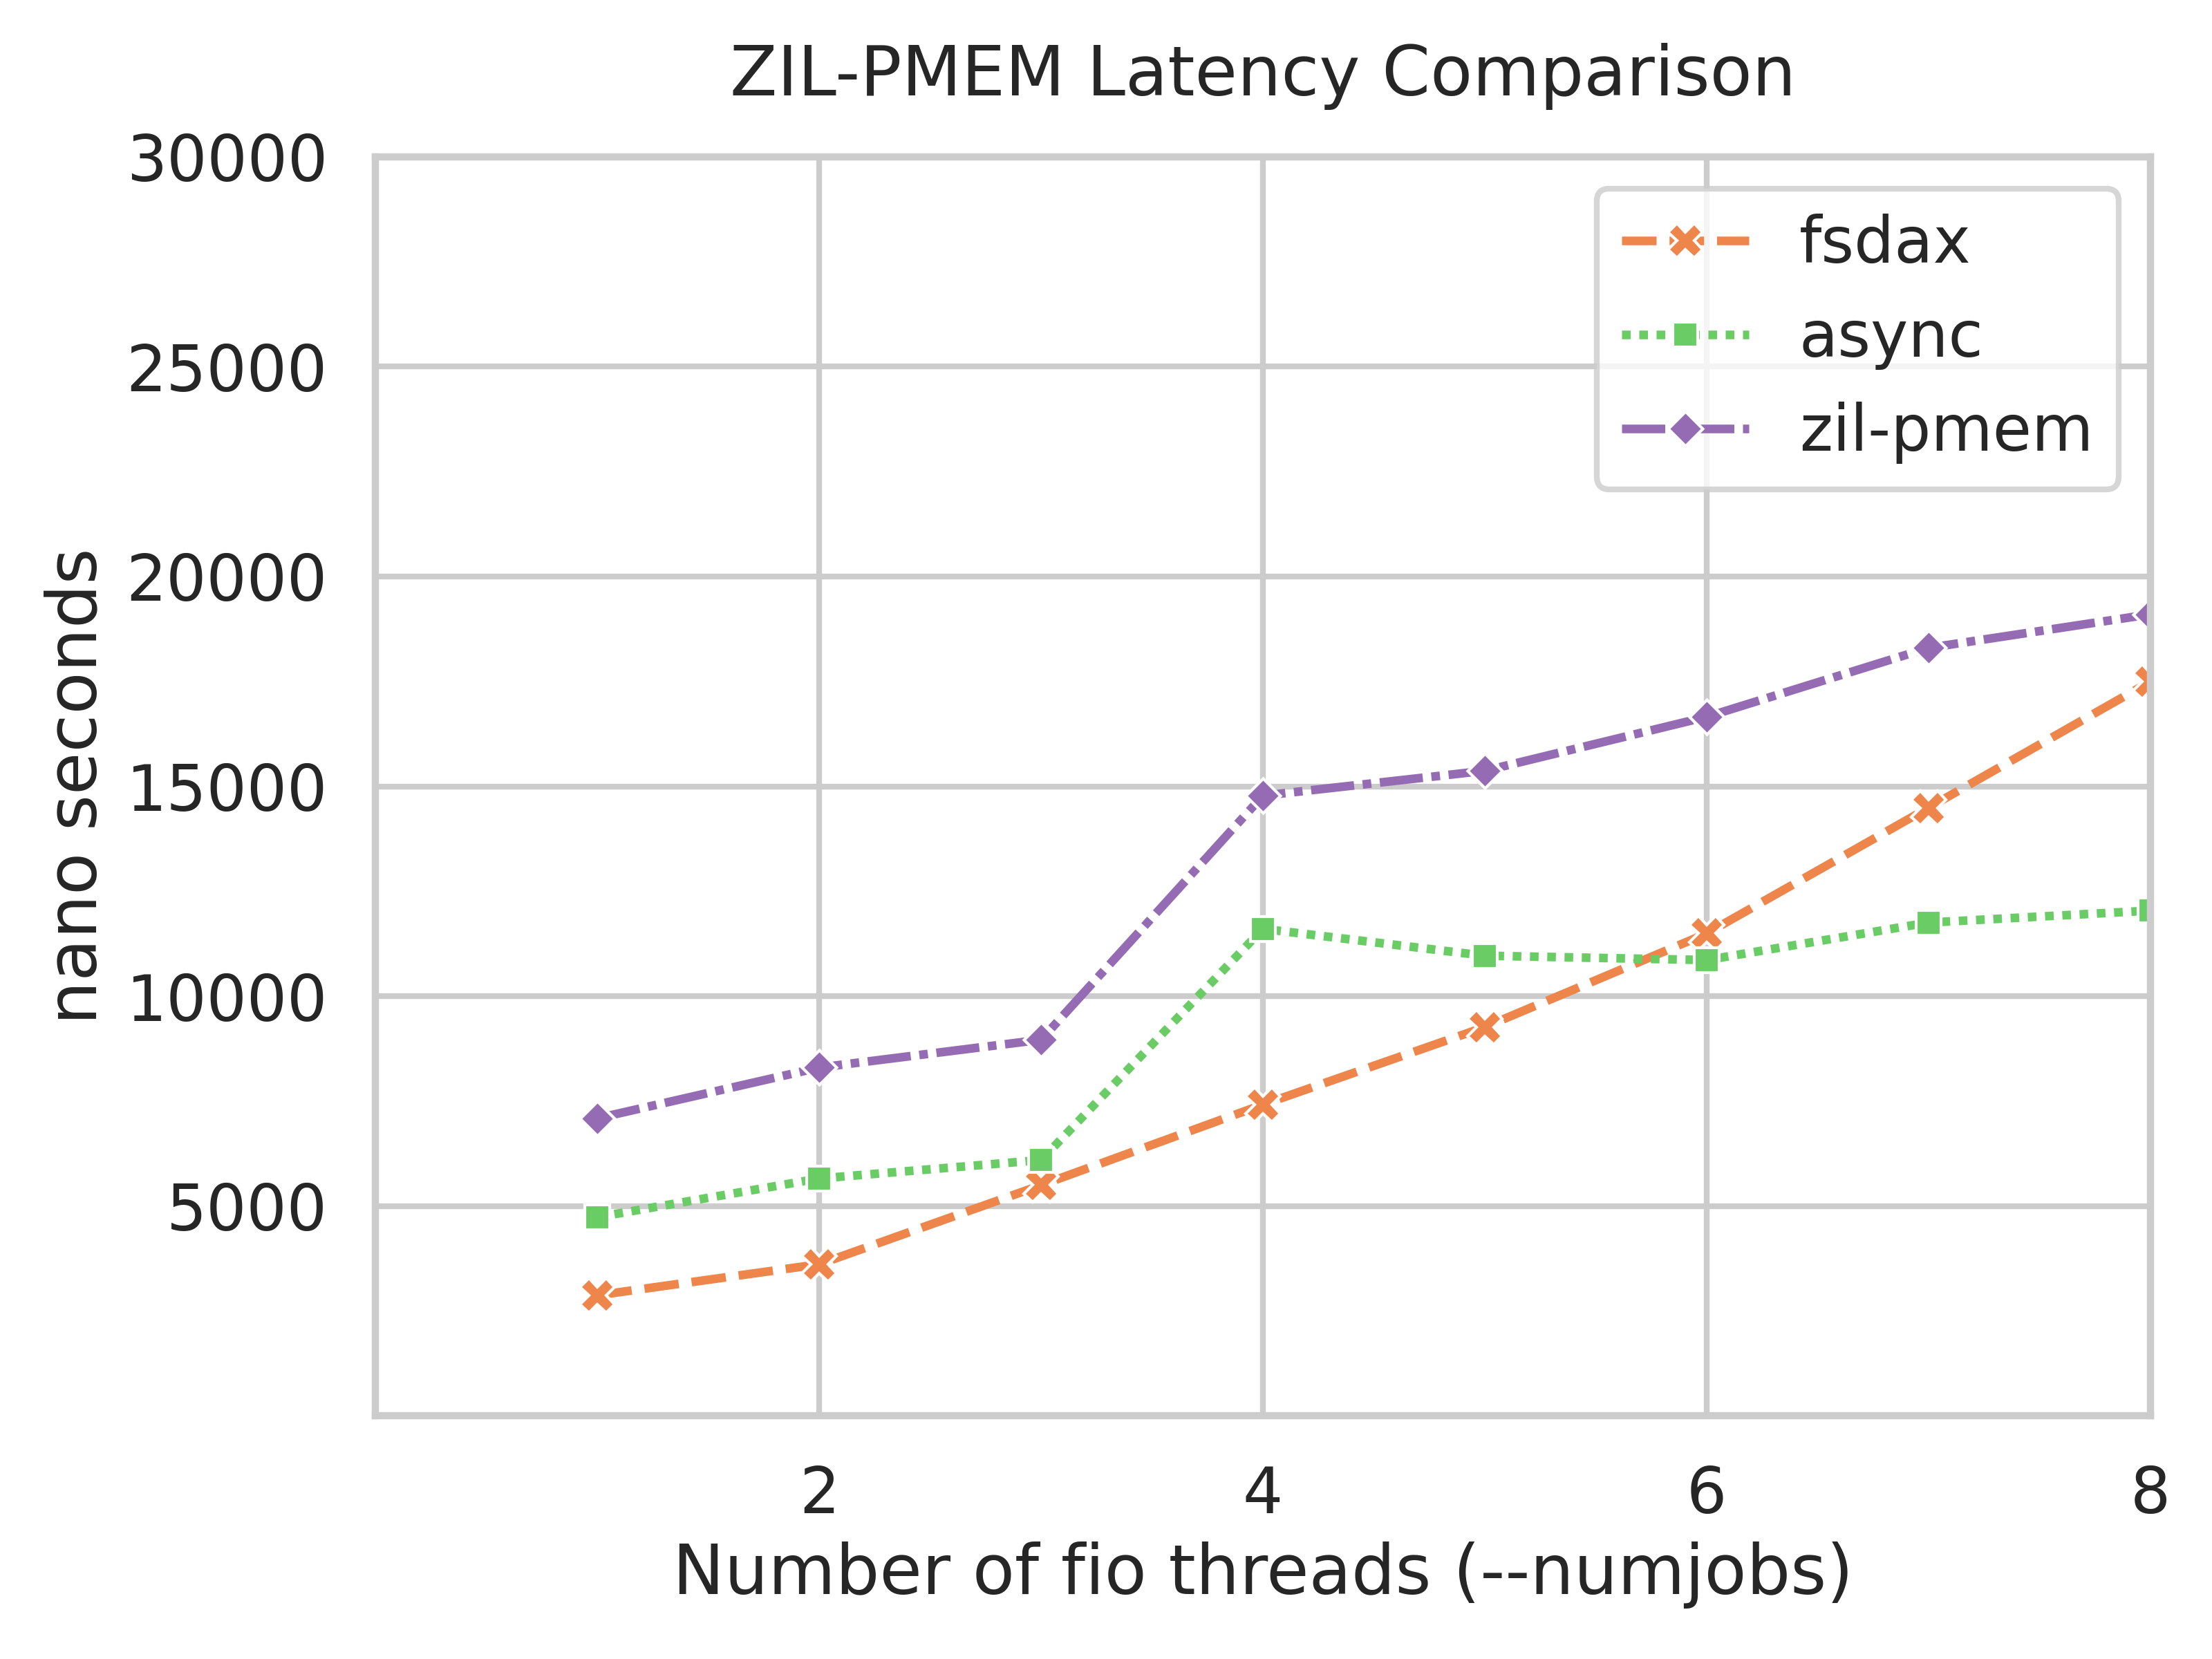 ZIL-PMEM Latency Comparison
30000
25000
20000
15000
10000
5000
nano seconds
fsdax
async
zil-pmem
2 4 6 8
Number of fio threads (--numjobs)